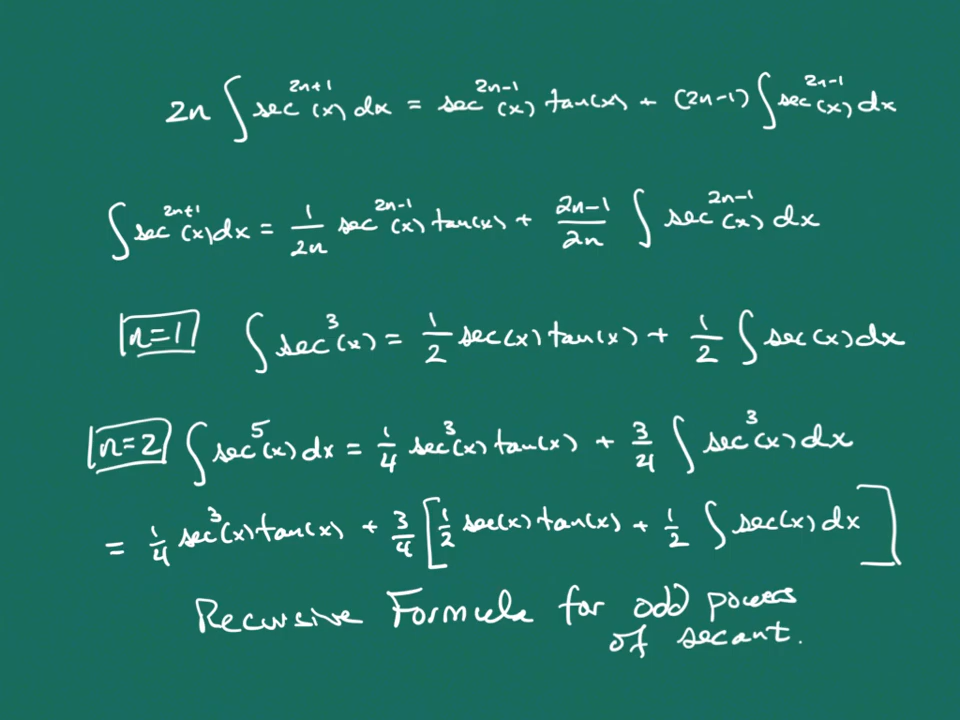 2n ∫ sec^{2n+1}(x) dx = sec^{2n-1}(x) tan(x) + (2n-1) ∫ sec^{2n-1}(x) dx
∫ sec^{2n+1}(x) dx = 1/2n sec^{2n-1}(x) tan(x) + 2n-1/2n ∫ sec^{2n-1}(x) dx
n=1 ∫ sec^3(x) = 1/2 sec(x) tan(x) + 1/2 ∫ sec(x) dx
n=2 ∫ sec^5(x) dx = 1/4 sec^3(x) tan(x) + 3/4 ∫ sec^3(x) dx
= 1/4 sec^3(x) tan(x) + 3/4 [1/2 sec(x) tan(x) + 1/2 ∫ sec(x) dx]
Recursive Formula for odd powers
of secant.